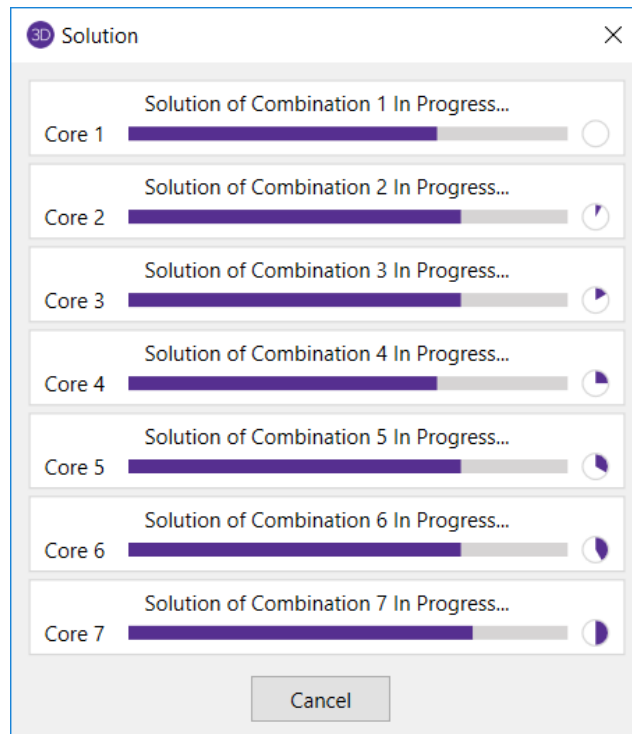 3D Solution
Solution of Combination 1 In Progress...
Core 1
Solution of Combination 2 In Progress...
Core 2
Solution of Combination 3 In Progress...
Core 3
Solution of Combination 4 In Progress...
Core 4
Solution of Combination 5 In Progress...
Core 5
Solution of Combination 6 In Progress...
Core 6
Solution of Combination 7 In Progress...
Core 7
Cancel